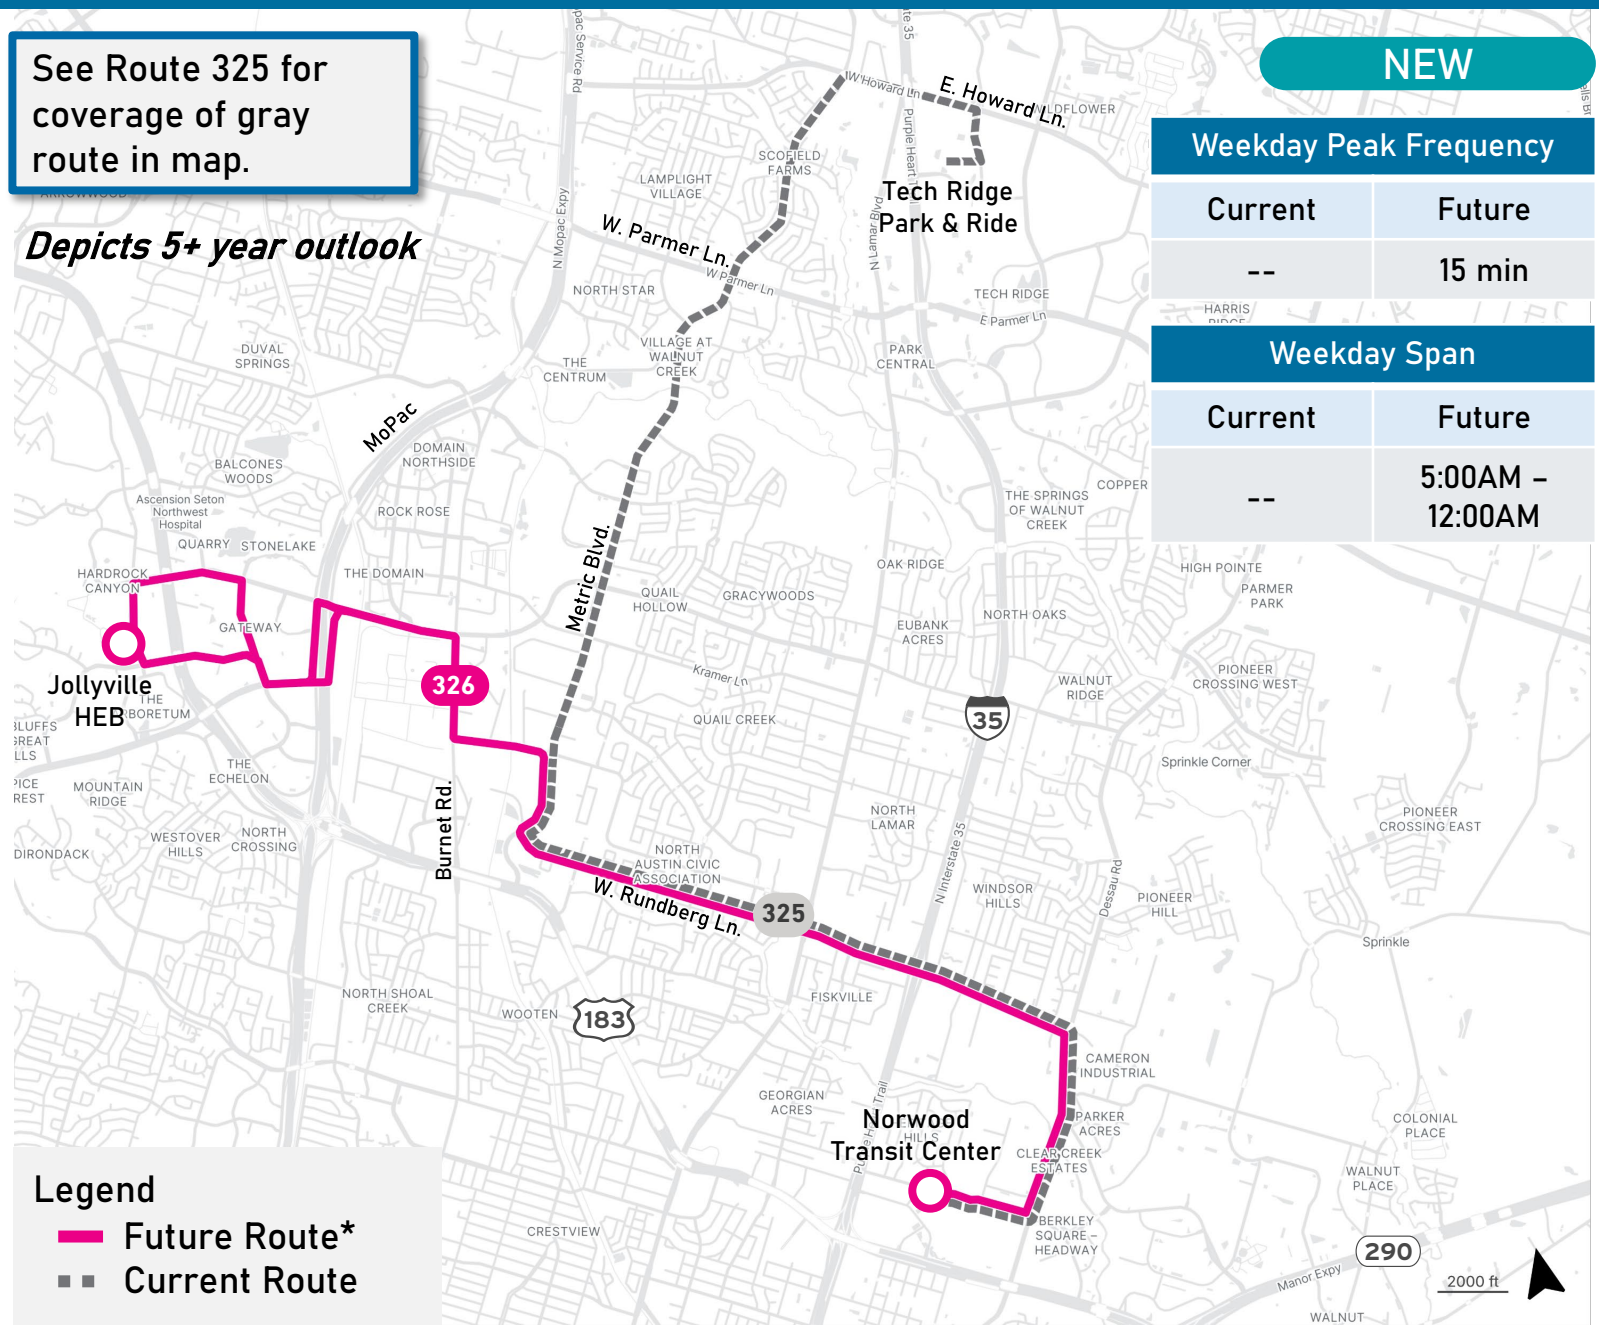 See Route 325 for
coverage of gray
route in map.
Depicts 5+ year outlook
NEW
Weekday Peak Frequency
Current
Future
--
15 min
Weekday Span
Current
Future
--
5:00AM –
12:00AM
W Howard Ln
E. Howard Ln.
Purple Heart
SCOFIELD
FARMS
LAMPLIGHT
VILLAGE
Tech Ridge
Park & Ride
N Lamar Blvd
N Mopac Expy
W. Parmer Ln.
W Parmer Ln
NORTH STAR
TECH RIDGE
E Parmer Ln
HARRIS
VILLAGE AT
WALNUT
CREEK
PARK
CENTRAL
DUVAL
SPRINGS
THE
CENTRUM
MoPac
DOMAIN
NORTHSIDE
BALCONES
WOODS
Ascension Seton
Northwest
Hospital
ROCK ROSE
THE SPRINGS
OF WALNUT
CREEK
COPPER
QUARRY
STONELAKE
HARDROCK
CANYON
THE DOMAIN
Metric Blvd.
OAK RIDGE
HIGH POINTE
PARMER
PARK
QUAIL
HOLLOW
GRACYWOODS
NORTH OAKS
GATEWAY
EUBANK
ACRES
326
Jollyville
HEB
THE
Kramer Ln
WALNUT
RIDGE
PIONEER
CROSSING WEST
35
QUAIL CREEK
THE
ECHELON
MOUNTAIN
RIDGE
Sprinkle Corner
Burnet Rd.
NORTH
LAMAR
PIONEER
CROSSING EAST
WESTOVER
HILLS
NORTH
CROSSING
NORTH
AUSTIN CIVIC
ASSOCIATION
W. Rundberg Ln.
325
N Interstate 35
WINDSOR
HILLS
Dessau Rd
PIONEER
HILL
Sprinkle
NORTH SHOAL
CREEK
WOOTEN
183
FISKVILLE
CAMERON
INDUSTRIAL
GEORGIAN
ACRES
Norwood
Transit Center
HILLS
PARKER
ACRES
CLEAR CREEK
ESTATES
COLONIAL
PLACE
WALNUT
PLACE
CRESTVIEW
BERKLEY
SQUARE –
HEADWAY
290
Manor Expy
2000 ft
WALNUT
Legend
Future Route*
Current Route